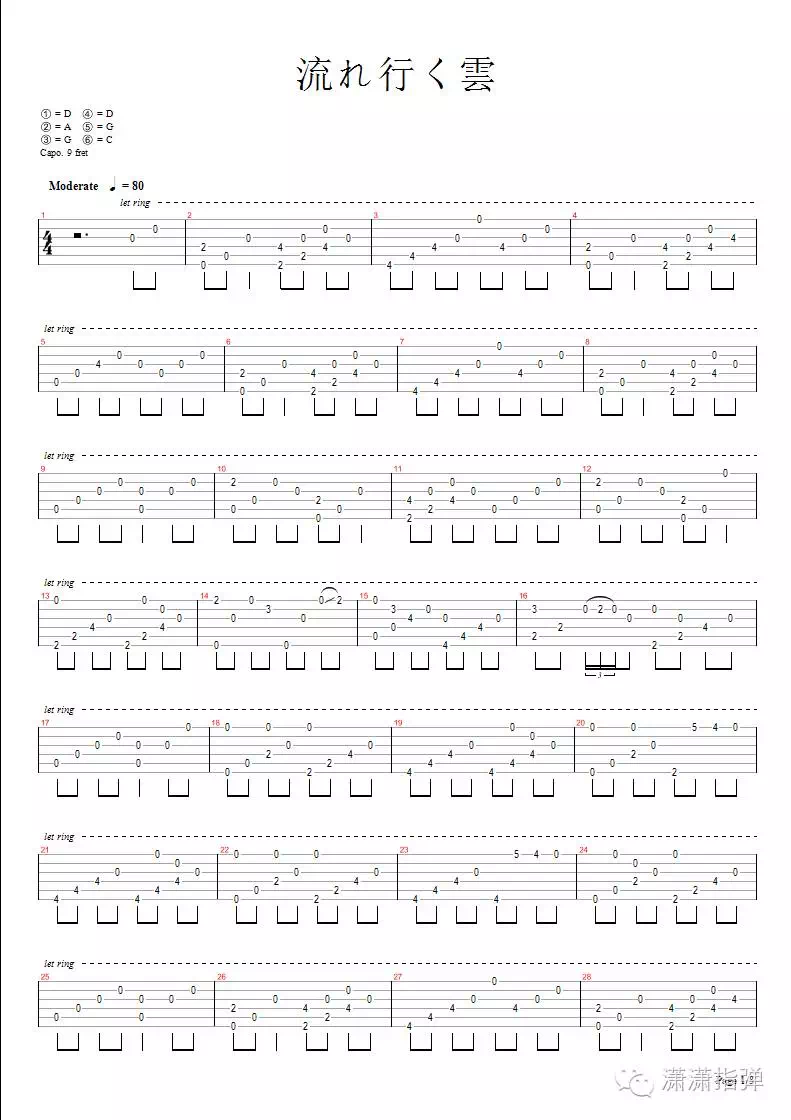 流れ行く雲
① = D ④ = D
② = A ⑤ = G
③ = G ⑥ = C
Capo. 9 fret
Moderate ♩ = 80
let ring
1 2 3 4
let ring
5 6 7 8
let ring
9 10 11 12
let ring
13 14 15 16
3
let ring
17 18 19 20
let ring
21 22 23 24
let ring
25 26 27 28
潇潇指弹
Page